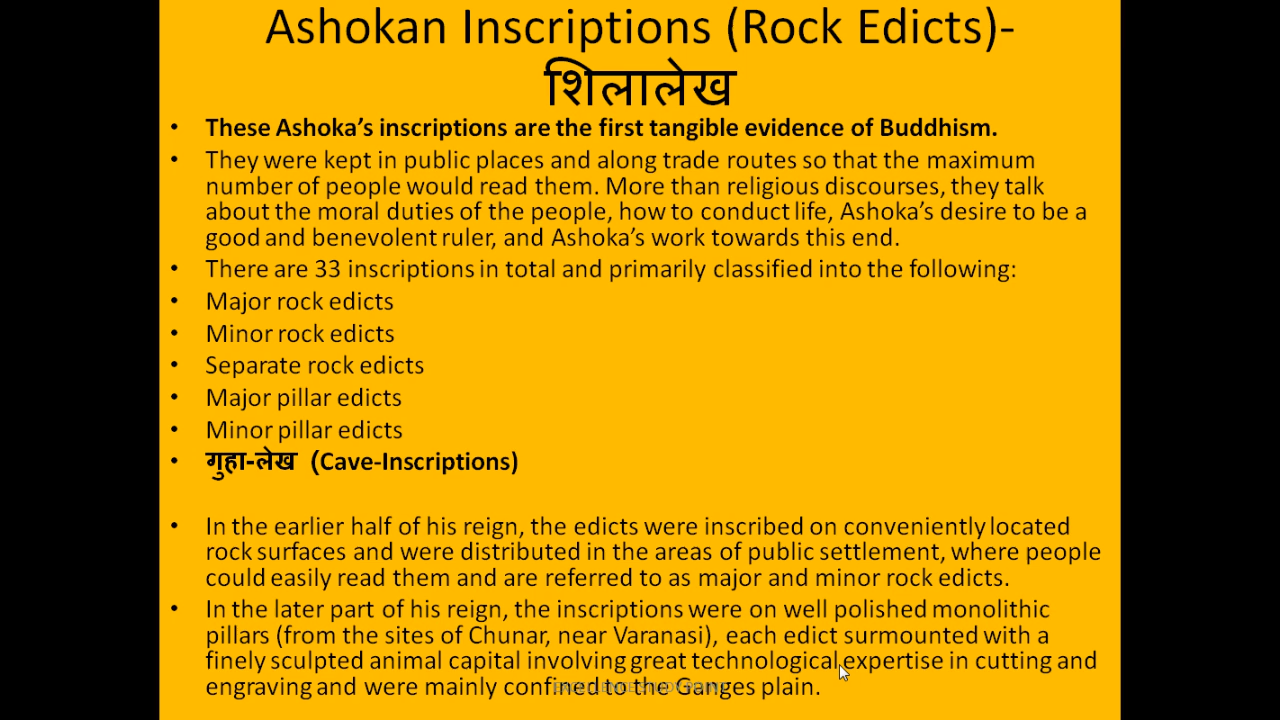 Ashokan Inscriptions (Rock Edicts)-
शिलालेख
• These Ashoka’s inscriptions are the first tangible evidence of Buddhism.
• They were kept in public places and along trade routes so that the maximum
number of people would read them. More than religious discourses, they talk
about the moral duties of the people, how to conduct life, Ashoka’s desire to be a
good and benevolent ruler, and Ashoka’s work towards this end.
• There are 33 inscriptions in total and primarily classified into the following:
• Major rock edicts
• Minor rock edicts
• Separate rock edicts
• Major pillar edicts
• Minor pillar edicts
• गुहा-लेख (Cave-Inscriptions)
• In the earlier half of his reign, the edicts were inscribed on conveniently located
rock surfaces and were distributed in the areas of public settlement, where people
could easily read them and are referred to as major and minor rock edicts.
• In the later part of his reign, the inscriptions were on well polished monolithic
pillars (from the sites of Chunar, near Varanasi), each edict surmounted with a
finely sculpted animal capital involving great technological expertise in cutting and
engraving and were mainly confined to the Ganges plain.